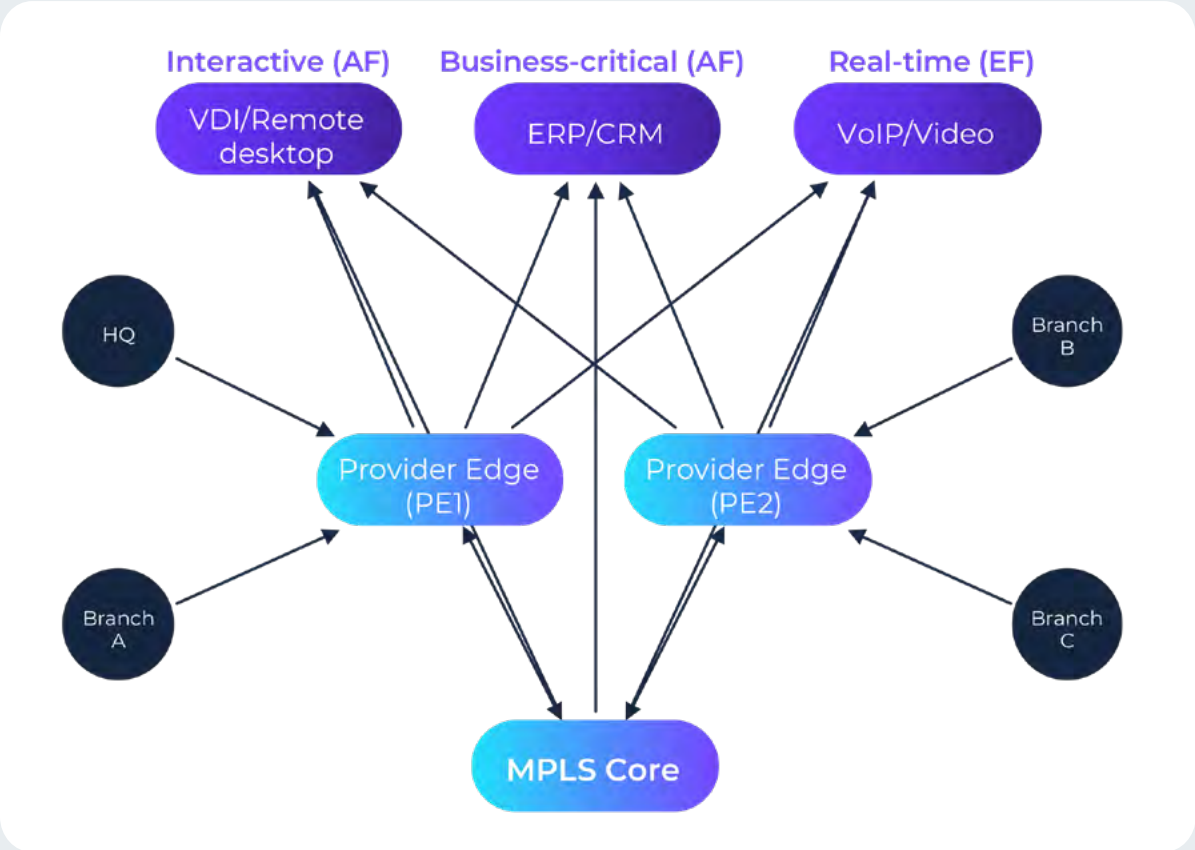 Interactive (AF)
Business-critical (AF)
Real-time (EF)
VDI/Remote
desktop
ERP/CRM
VoIP/Video
HQ
Branch
B
Provider Edge
(PE1)
Provider Edge
(PE2)
Branch
A
Branch
C
MPLS Core